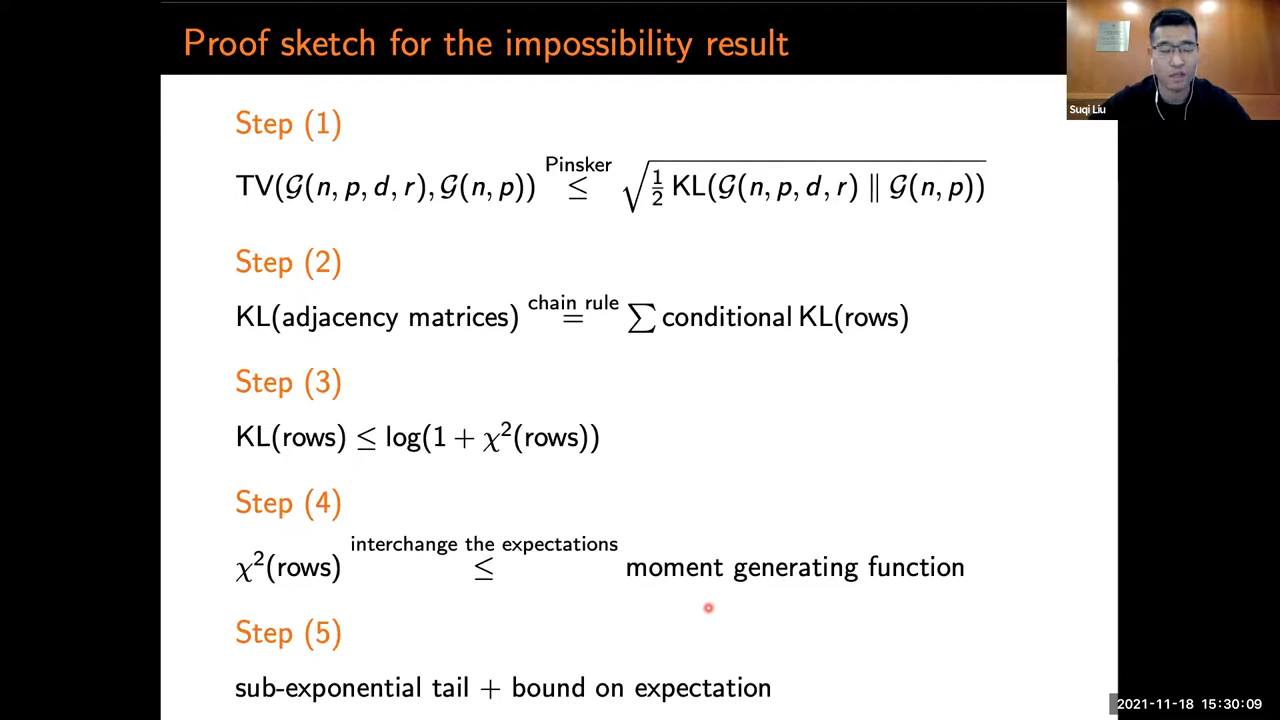 Proof sketch for the impossibility result
Suqi Liu
Step (1)
TV(𝒢(n, p, d, r), 𝒢(n, p)) ≤^{Pinsker} √(½ KL(𝒢(n, p, d, r) ∥ 𝒢(n, p)))
Step (2)
KL(adjacency matrices) =^{chain rule} ∑ conditional KL(rows)
Step (3)
KL(rows) ≤ log(1 + χ²(rows))
Step (4)
χ²(rows) ≤^{interchange the expectations} moment generating function
Step (5)
sub-exponential tail + bound on expectation
2021-11-18 15:30:09